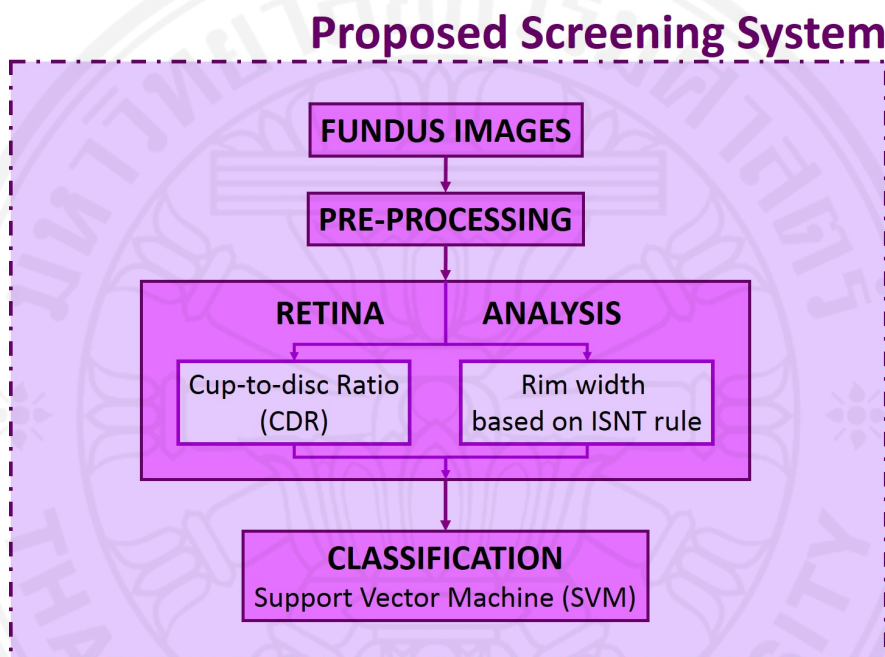 Proposed Screening System
FUNDUS IMAGES
PRE-PROCESSING
RETINA ANALYSIS
Cup-to-disc Ratio
(CDR)
Rim width
based on ISNT rule
CLASSIFICATION
Support Vector Machine (SVM)